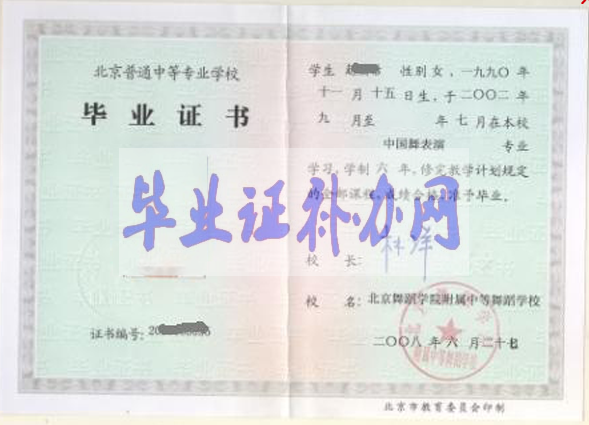 北京普通中等专业学校
毕业证书
证书编号:20
学生 性别女,一九九〇年
十一月十五日生,于二〇〇二年
九月至 年七月在本校
中国舞表演 专业
学习,学制六年,修完教学计划规定
的全部课程,成绩合格,准予毕业。
毕业证补办网
校长:
校名:北京舞蹈学院附属中等舞蹈学校
二〇〇八年六月二十七日
北京市教育委员会印制